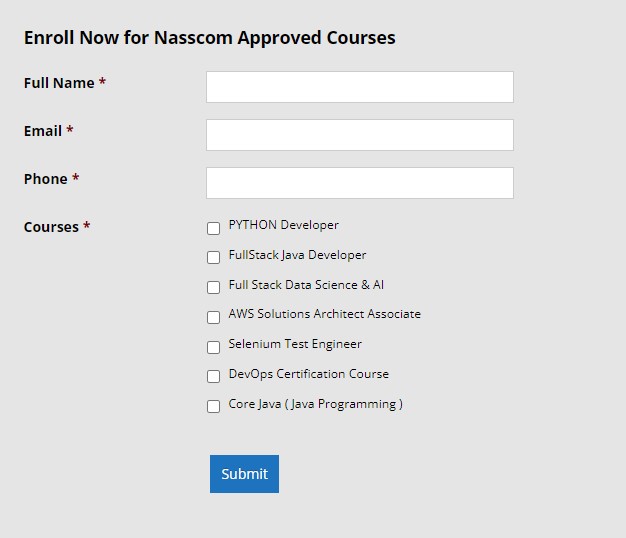 Enroll Now for Nasscom Approved Courses
Full Name *
Email *
Phone *
Courses *
PYTHON Developer
FullStack Java Developer
Full Stack Data Science & AI
AWS Solutions Architect Associate
Selenium Test Engineer
DevOps Certification Course
Core Java ( Java Programming )
Submit